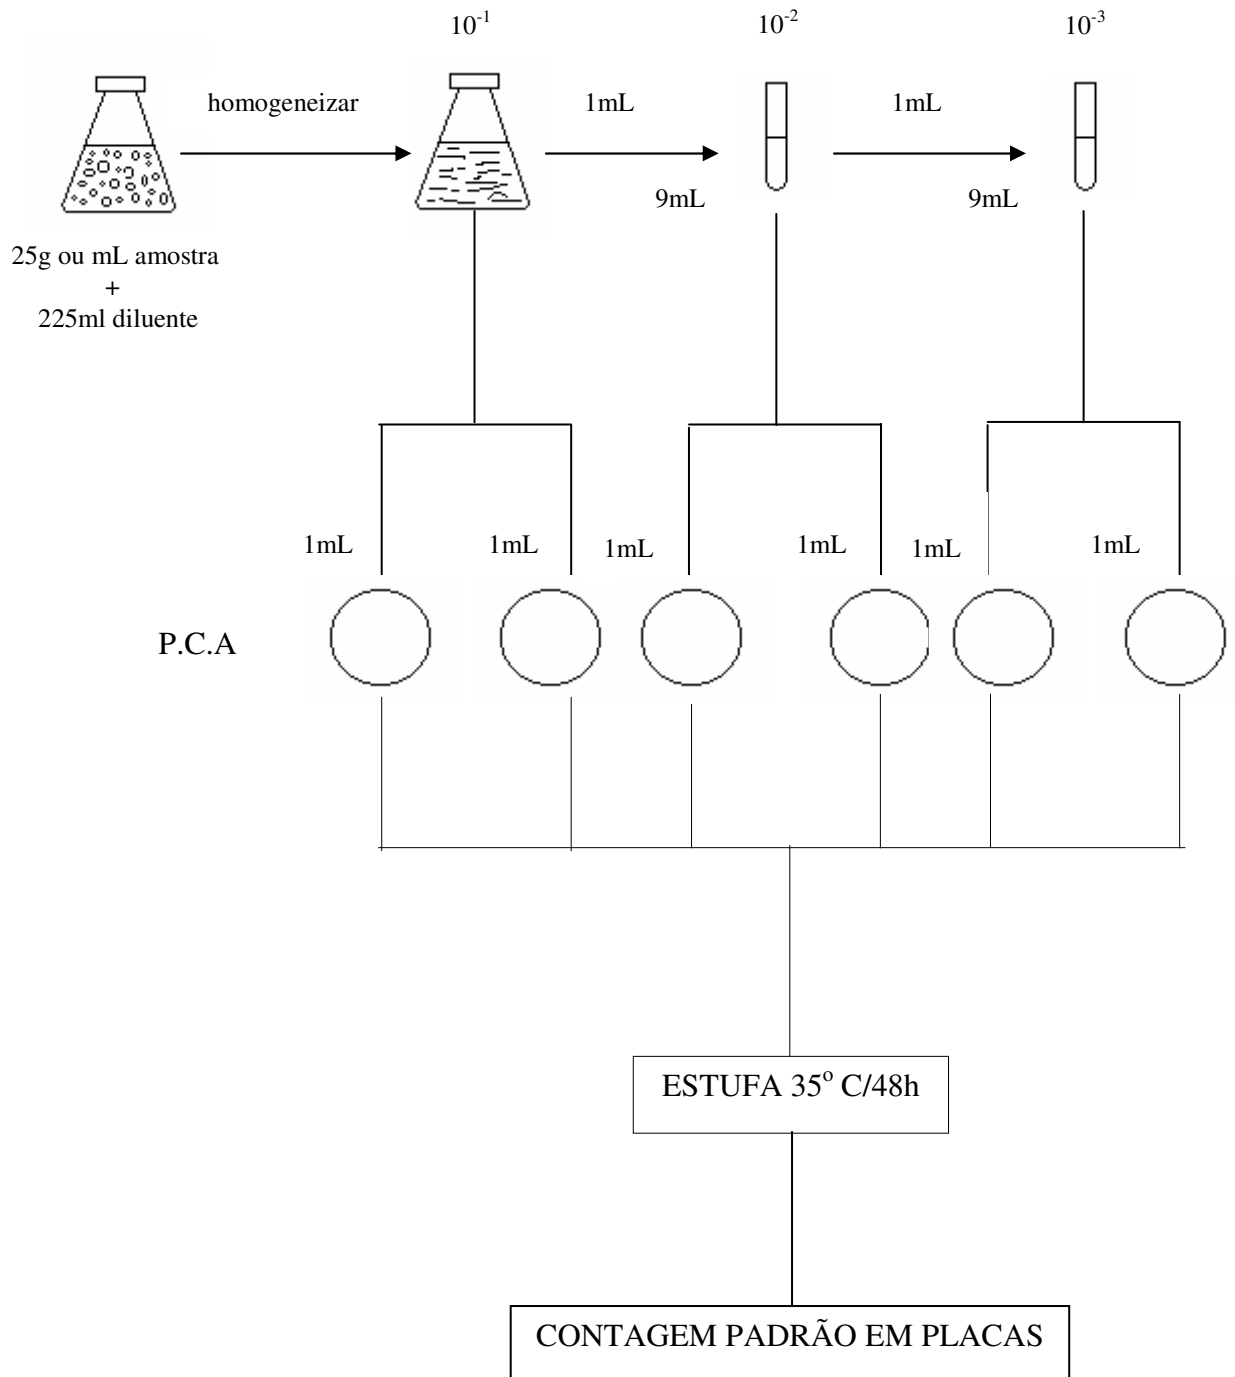 10⁻¹ 10⁻² 10⁻³
homogeneizar 1mL 1mL
9mL 9mL
25g ou mL amostra
+
225ml diluente
1mL 1mL 1mL 1mL 1mL 1mL
P.C.A
ESTUFA 35º C/48h
CONTAGEM PADRÃO EM PLACAS